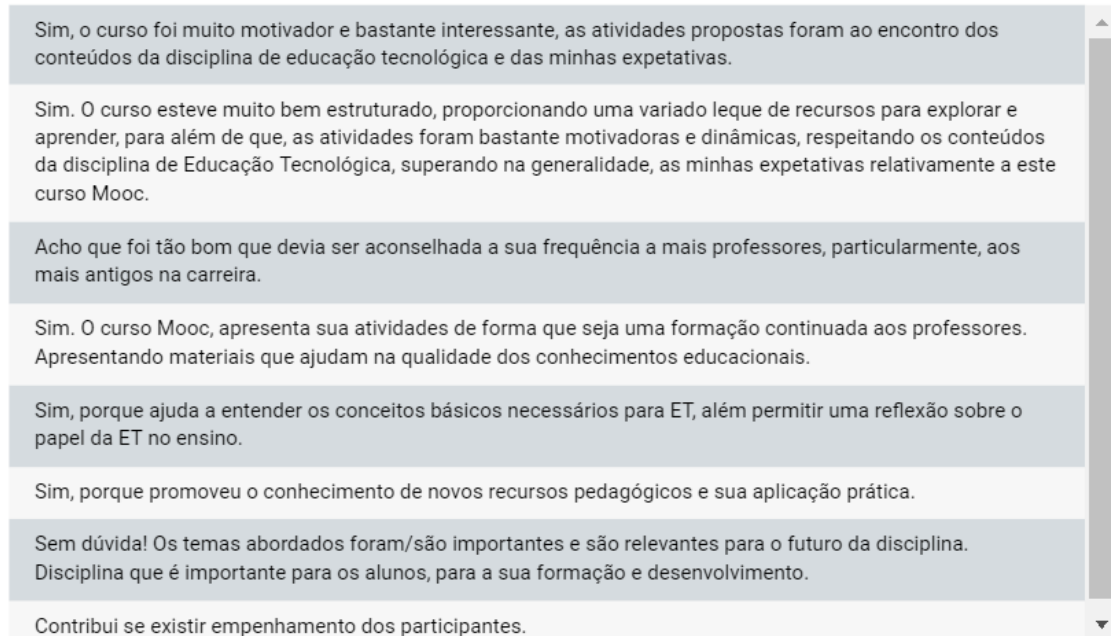 Sim, o curso foi muito motivador e bastante interessante, as atividades propostas foram ao encontro dos
conteúdos da disciplina de educação tecnológica e das minhas expetativas.
Sim. O curso esteve muito bem estruturado, proporcionando uma variado leque de recursos para explorar e
aprender, para além de que, as atividades foram bastante motivadoras e dinâmicas, respeitando os conteúdos
da disciplina de Educação Tecnológica, superando na generalidade, as minhas expetativas relativamente a este
curso Mooc.
Acho que foi tão bom que devia ser aconselhada a sua frequência a mais professores, particularmente, aos
mais antigos na carreira.
Sim. O curso Mooc, apresenta sua atividades de forma que seja uma formação continuada aos professores.
Apresentando materiais que ajudam na qualidade dos conhecimentos educacionais.
Sim, porque ajuda a entender os conceitos básicos necessários para ET, além permitir uma reflexão sobre o
papel da ET no ensino.
Sim, porque promoveu o conhecimento de novos recursos pedagógicos e sua aplicação prática.
Sem dúvida! Os temas abordados foram/são importantes e são relevantes para o futuro da disciplina.
Disciplina que é importante para os alunos, para a sua formação e desenvolvimento.
Contribui se existir empenhamento dos participantes.